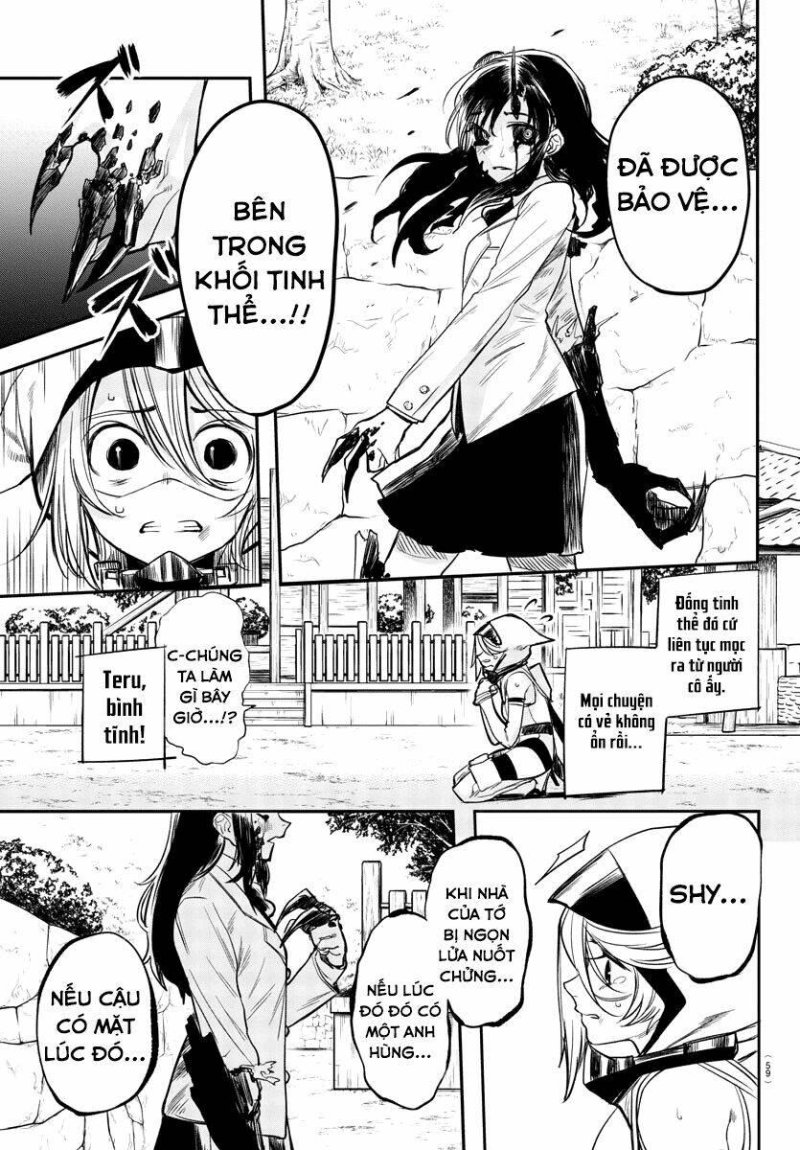 ĐÃ ĐƯỢC
BẢO VỆ...
BÊN
TRONG
KHỐI TINH
THỂ...!!
Đống tinh
thể đó cứ
liên tục mọc
ra từ người
cô ấy.
Mọi chuyện
có vẻ không
ổn rồi...
C-CHÚNG
TA LÀM
GÌ BÂY
GIỜ...!?
Teru,
bình
tĩnh!
SHY...
KHI NHÀ
CỦA TỚ
BỊ NGỌN
LỬA NUỐT
CHỬNG...
NẾU LÚC
ĐÓ ĐÓ CÓ
MỘT ANH
HÙNG...
NẾU CẬU
CÓ MẶT
LÚC ĐÓ...
59